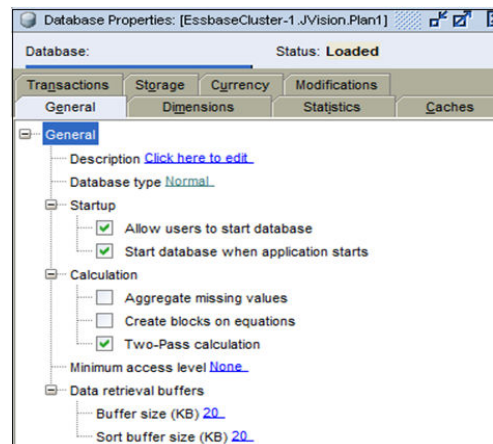 Database Properties: [EssbaseCluster-1.JVision.Plan1]
Database: Status: Loaded
Transactions Storage Currency Modifications
General Dimensions Statistics Caches
General
Description Click here to edit
Database type Normal
Startup
Allow users to start database
Start database when application starts
Calculation
Aggregate missing values
Create blocks on equations
Two-Pass calculation
Minimum access level None
Data retrieval buffers
Buffer size (KB) 20
Sort buffer size (KB) 20